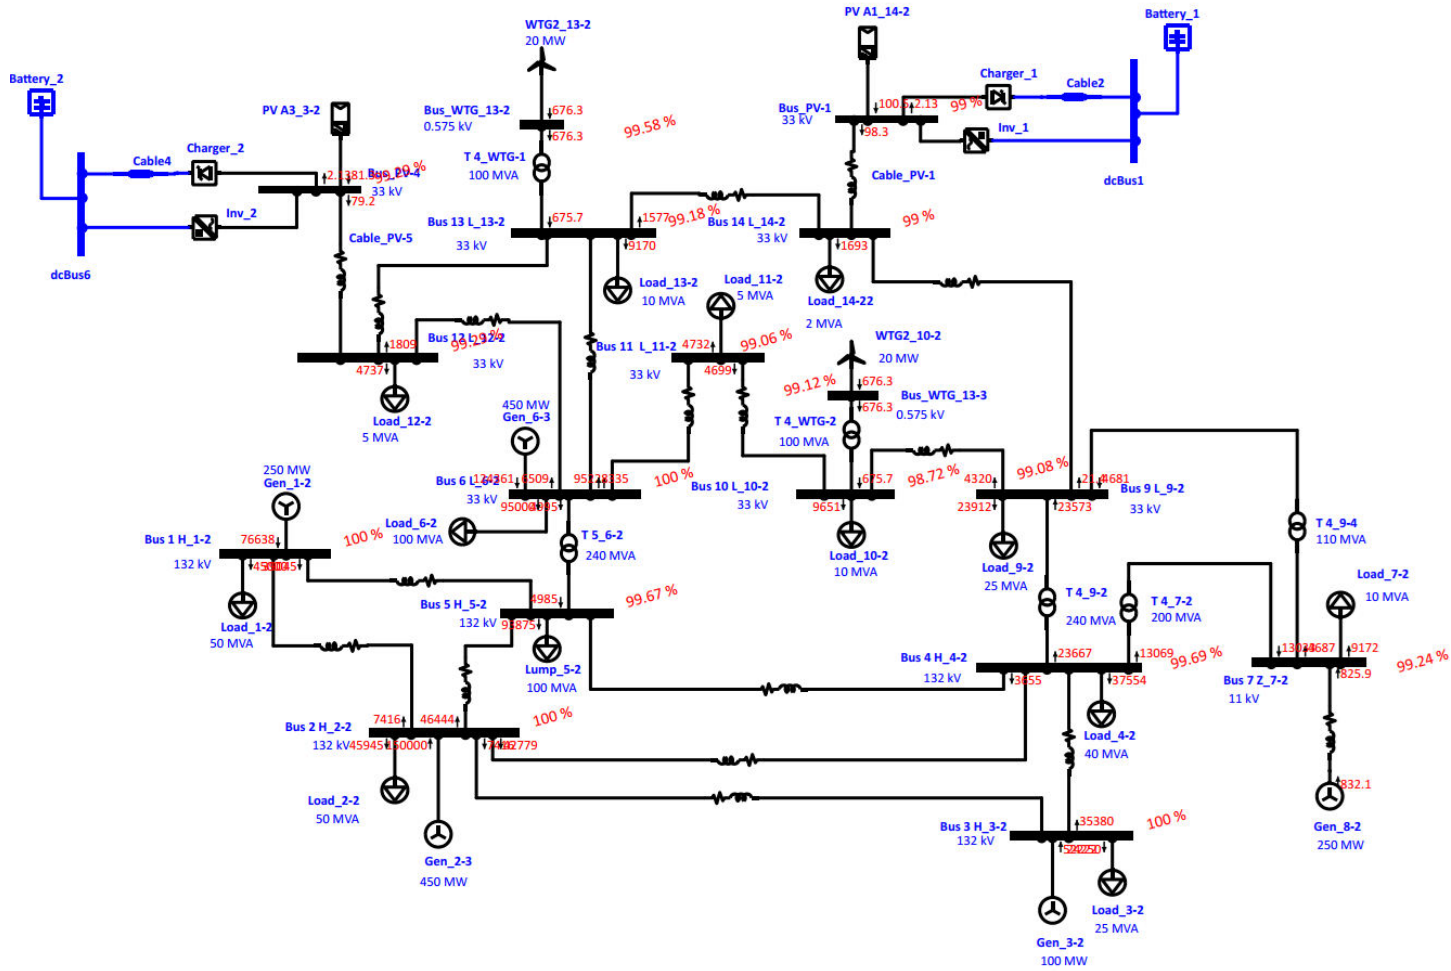 WTG2_13-2
20 MW
PV A1_14-2
Battery_1
Battery_2
Charger_1
Cable2
PV A3_3-2
Bus_WTG_13-2
0.575 kV
676.3
676.3
99.58 %
Bus_PV-1
33 kV
2.13
98.3
99 %
Inv_1
Cable4
Charger_2
T 4_WTG-1
100 MVA
33 kV
79.2
Cable_PV-1
dcBus1
Inv_2
Cable_PV-5
dcBus6
Bus 13 L_13-2
33 kV
675.7
1577
9170
99.18 %
Bus 14 L_14-2
33 kV
1693
99 %
Load_13-2
10 MVA
Load_11-2
5 MVA
Load_14-22
2 MVA
WTG2_10-2
20 MW
1809
4737
33 kV
Bus 11 L_11-2
33 kV
4732
4699
99.06 %
99.12 %
676.3
676.3
Bus_WTG_13-3
0.575 kV
Load_12-2
5 MVA
450 MW
Gen_6-3
T 4_WTG-2
100 MVA
250 MW
Gen_1-2
33 kV
6509
100 %
Bus 10 L_10-2
33 kV
675.7
9651
98.72 %
4320
23912
99.08 %
4681
23573
Bus 9 L_9-2
33 kV
Load_6-2
100 MVA
T 5_6-2
240 MVA
Load_10-2
10 MVA
Load_9-2
25 MVA
T 4_9-4
110 MVA
Bus 1 H_1-2
132 kV
76638
100 %
Load_1-2
50 MVA
Bus 5 H_5-2
132 kV
4985
93875
99.67 %
T 4_9-2
240 MVA
T 4_7-2
200 MVA
Load_7-2
10 MVA
Lump_5-2
100 MVA
Bus 4 H_4-2
132 kV
23667
13069
99.69 %
3655
37554
9172
825.9
99.24 %
Bus 7 Z_7-2
11 kV
Bus 2 H_2-2
132 kV
7416
46444
100 %
45945
42779
Load_4-2
40 MVA
Load_2-2
50 MVA
832.1
Gen_8-2
250 MW
Bus 3 H_3-2
132 kV
35380
100 %
Gen_2-3
450 MW
Load_3-2
25 MVA
Gen_3-2
100 MW